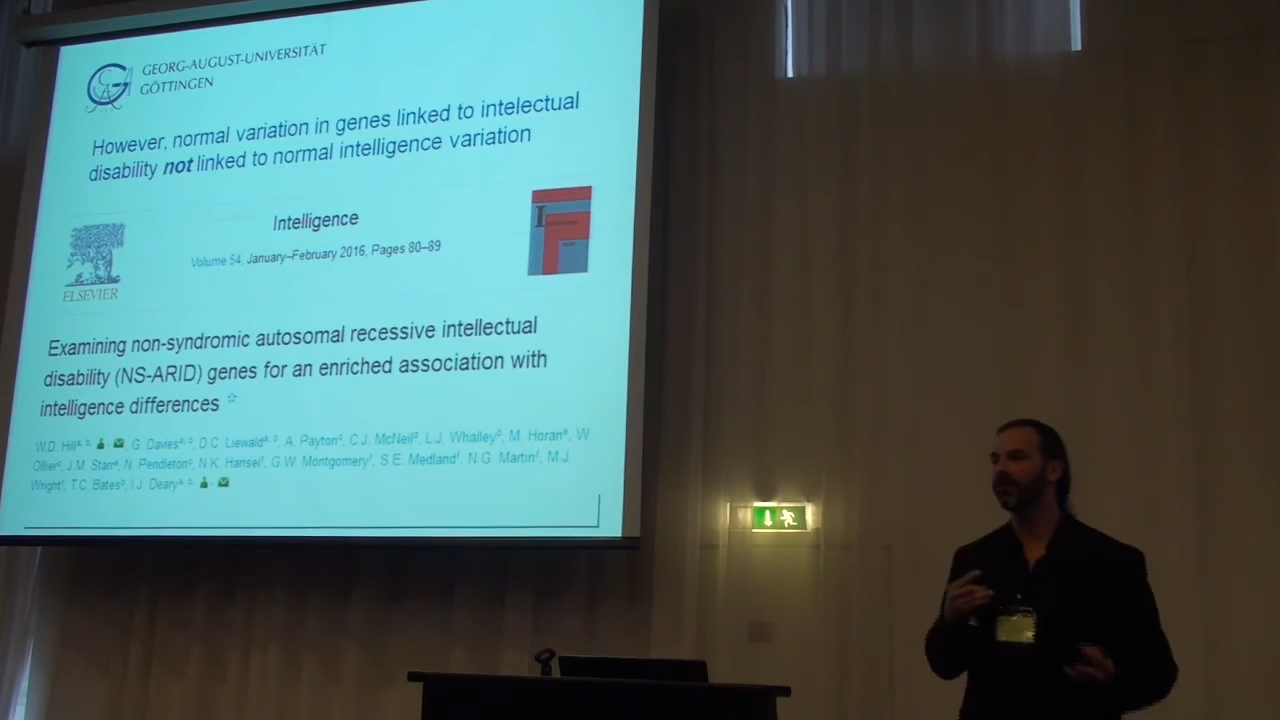 GEORG-AUGUST-UNIVERSITÄT
GÖTTINGEN
However, normal variation in genes linked to intelectual
disability not linked to normal intelligence variation
Intelligence
Volume 54, January–February 2016, Pages 80–89
ELSEVIER
Examining non-syndromic autosomal recessive intellectual
disability (NS-ARID) genes for an enriched association with
intelligence differences ☆
W.D. Hill, G. Davies, D.C. Liewald, A. Payton, C.J. McNeil, L.J. Whalley, M. Horan, W
Ollier, J.M. Starr, N. Pendleton, N.K. Hansel, G.W. Montgomery, S.E. Medland, N.G. Martin, M.J.
Wright, T.C. Bates, I.J. Deary